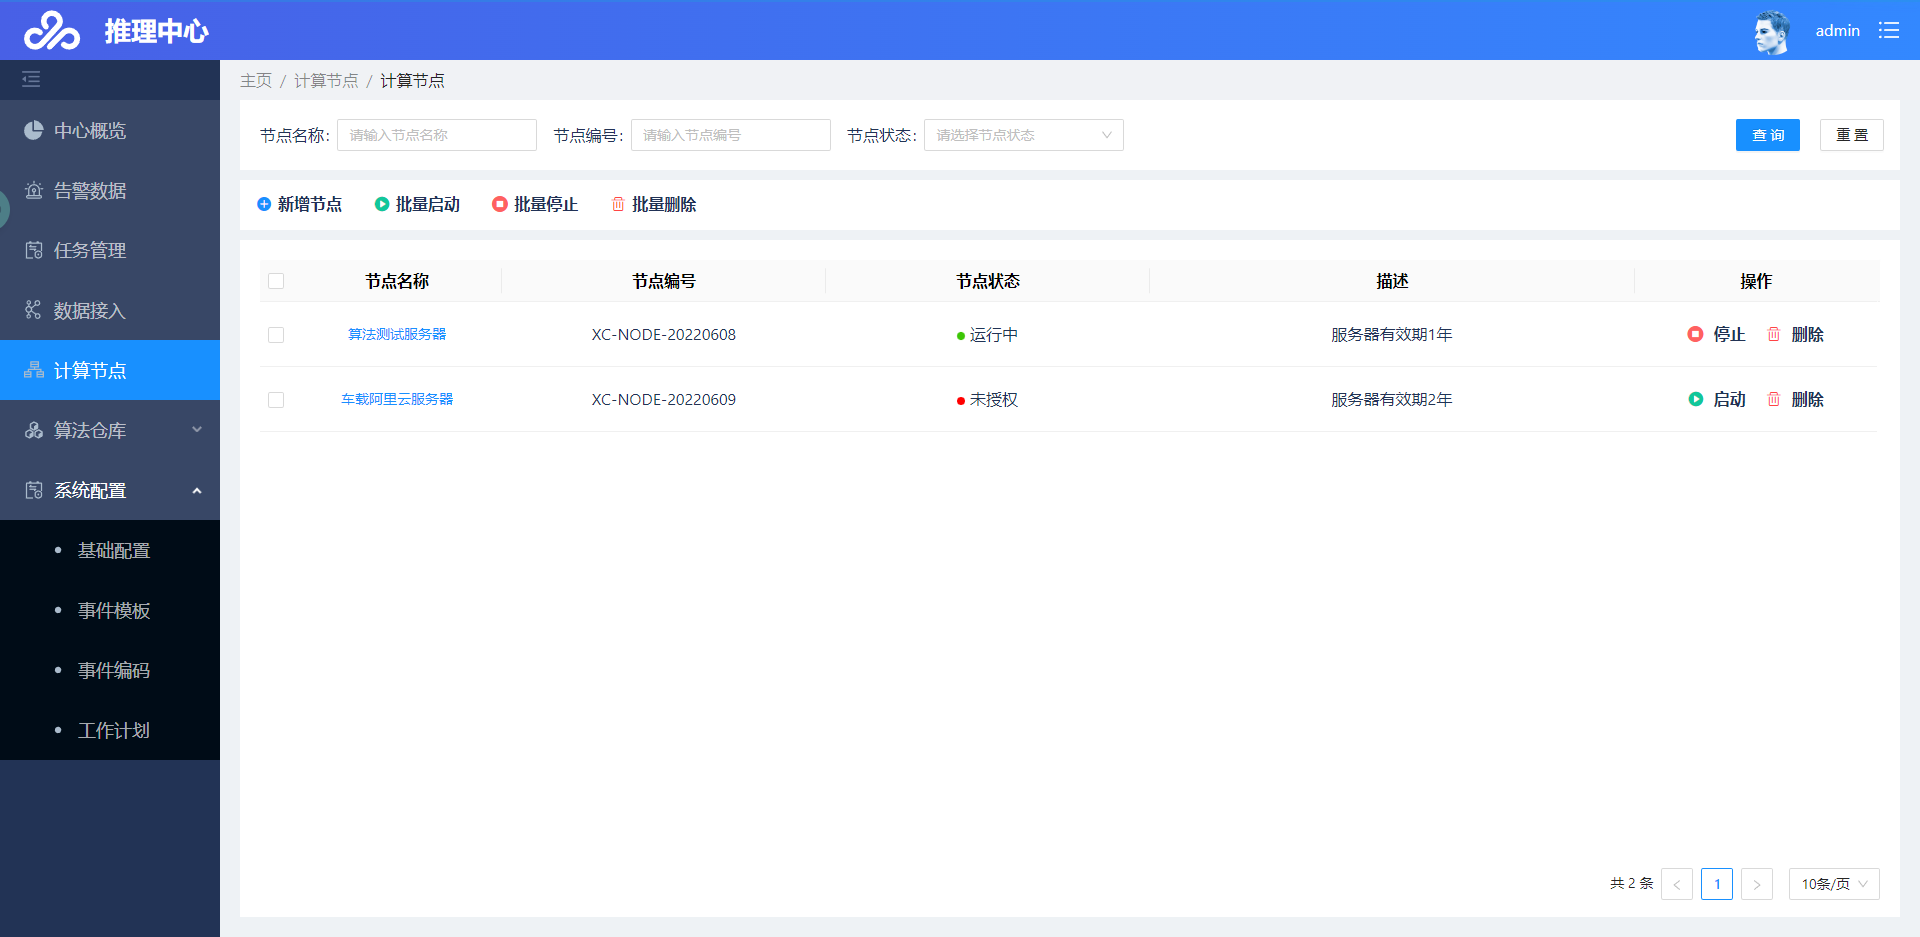 推理中心
admin
主页 / 计算节点 / 计算节点
中心概览
告警数据
任务管理
数据接入
计算节点
算法仓库
系统配置
基础配置
事件模板
事件编码
工作计划
节点名称: 请输入节点名称 节点编号: 请输入节点编号 节点状态: 请选择节点状态 查 询 重 置
新增节点 批量启动 批量停止 批量删除
节点名称 节点编号 节点状态 描述 操作
算法测试服务器 XC-NODE-20220608 运行中 服务器有效期1年 停止 删除
车载阿里云服务器 XC-NODE-20220609 未授权 服务器有效期2年 启动 删除
共 2 条 < 1 > 10条/页